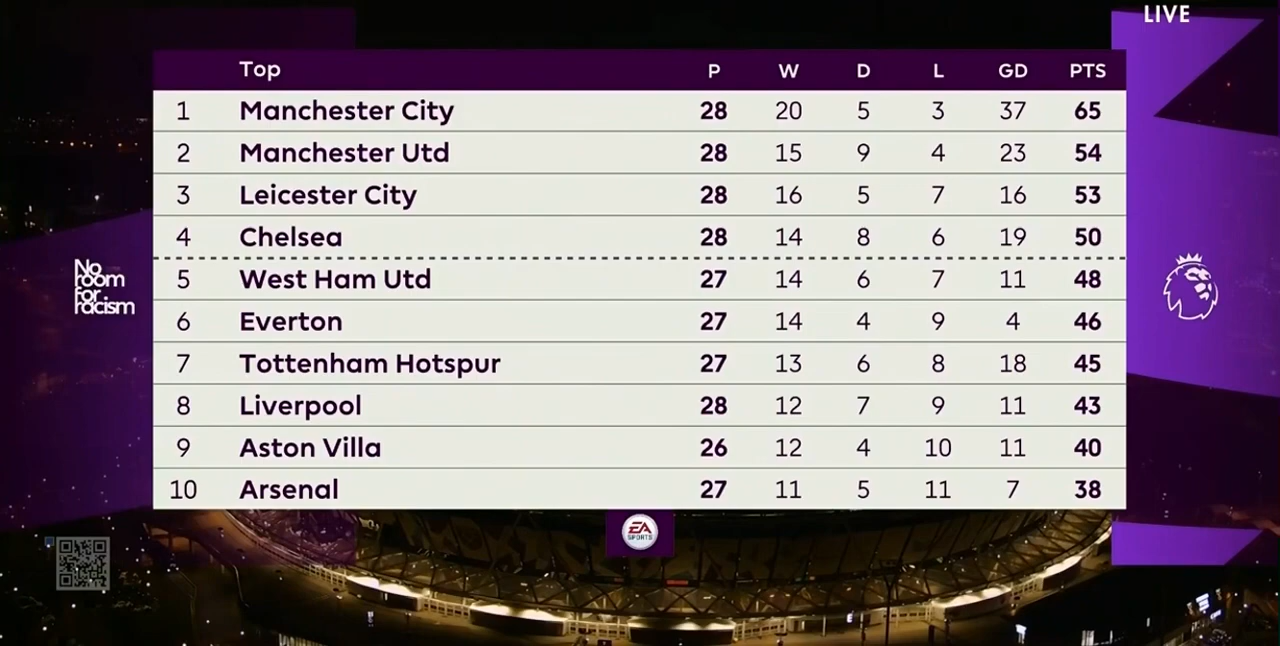 LIVE
Top P W D L GD PTS
1 Manchester City 28 20 5 3 37 65
2 Manchester Utd 28 15 9 4 23 54
3 Leicester City 28 16 5 7 16 53
4 Chelsea 28 14 8 6 19 50
5 West Ham Utd 27 14 6 7 11 48
6 Everton 27 14 4 9 4 46
7 Tottenham Hotspur 27 13 6 8 18 45
8 Liverpool 28 12 7 9 11 43
9 Aston Villa 26 12 4 10 11 40
10 Arsenal 27 11 5 11 7 38
No
room
for
racism
EA
SPORTS